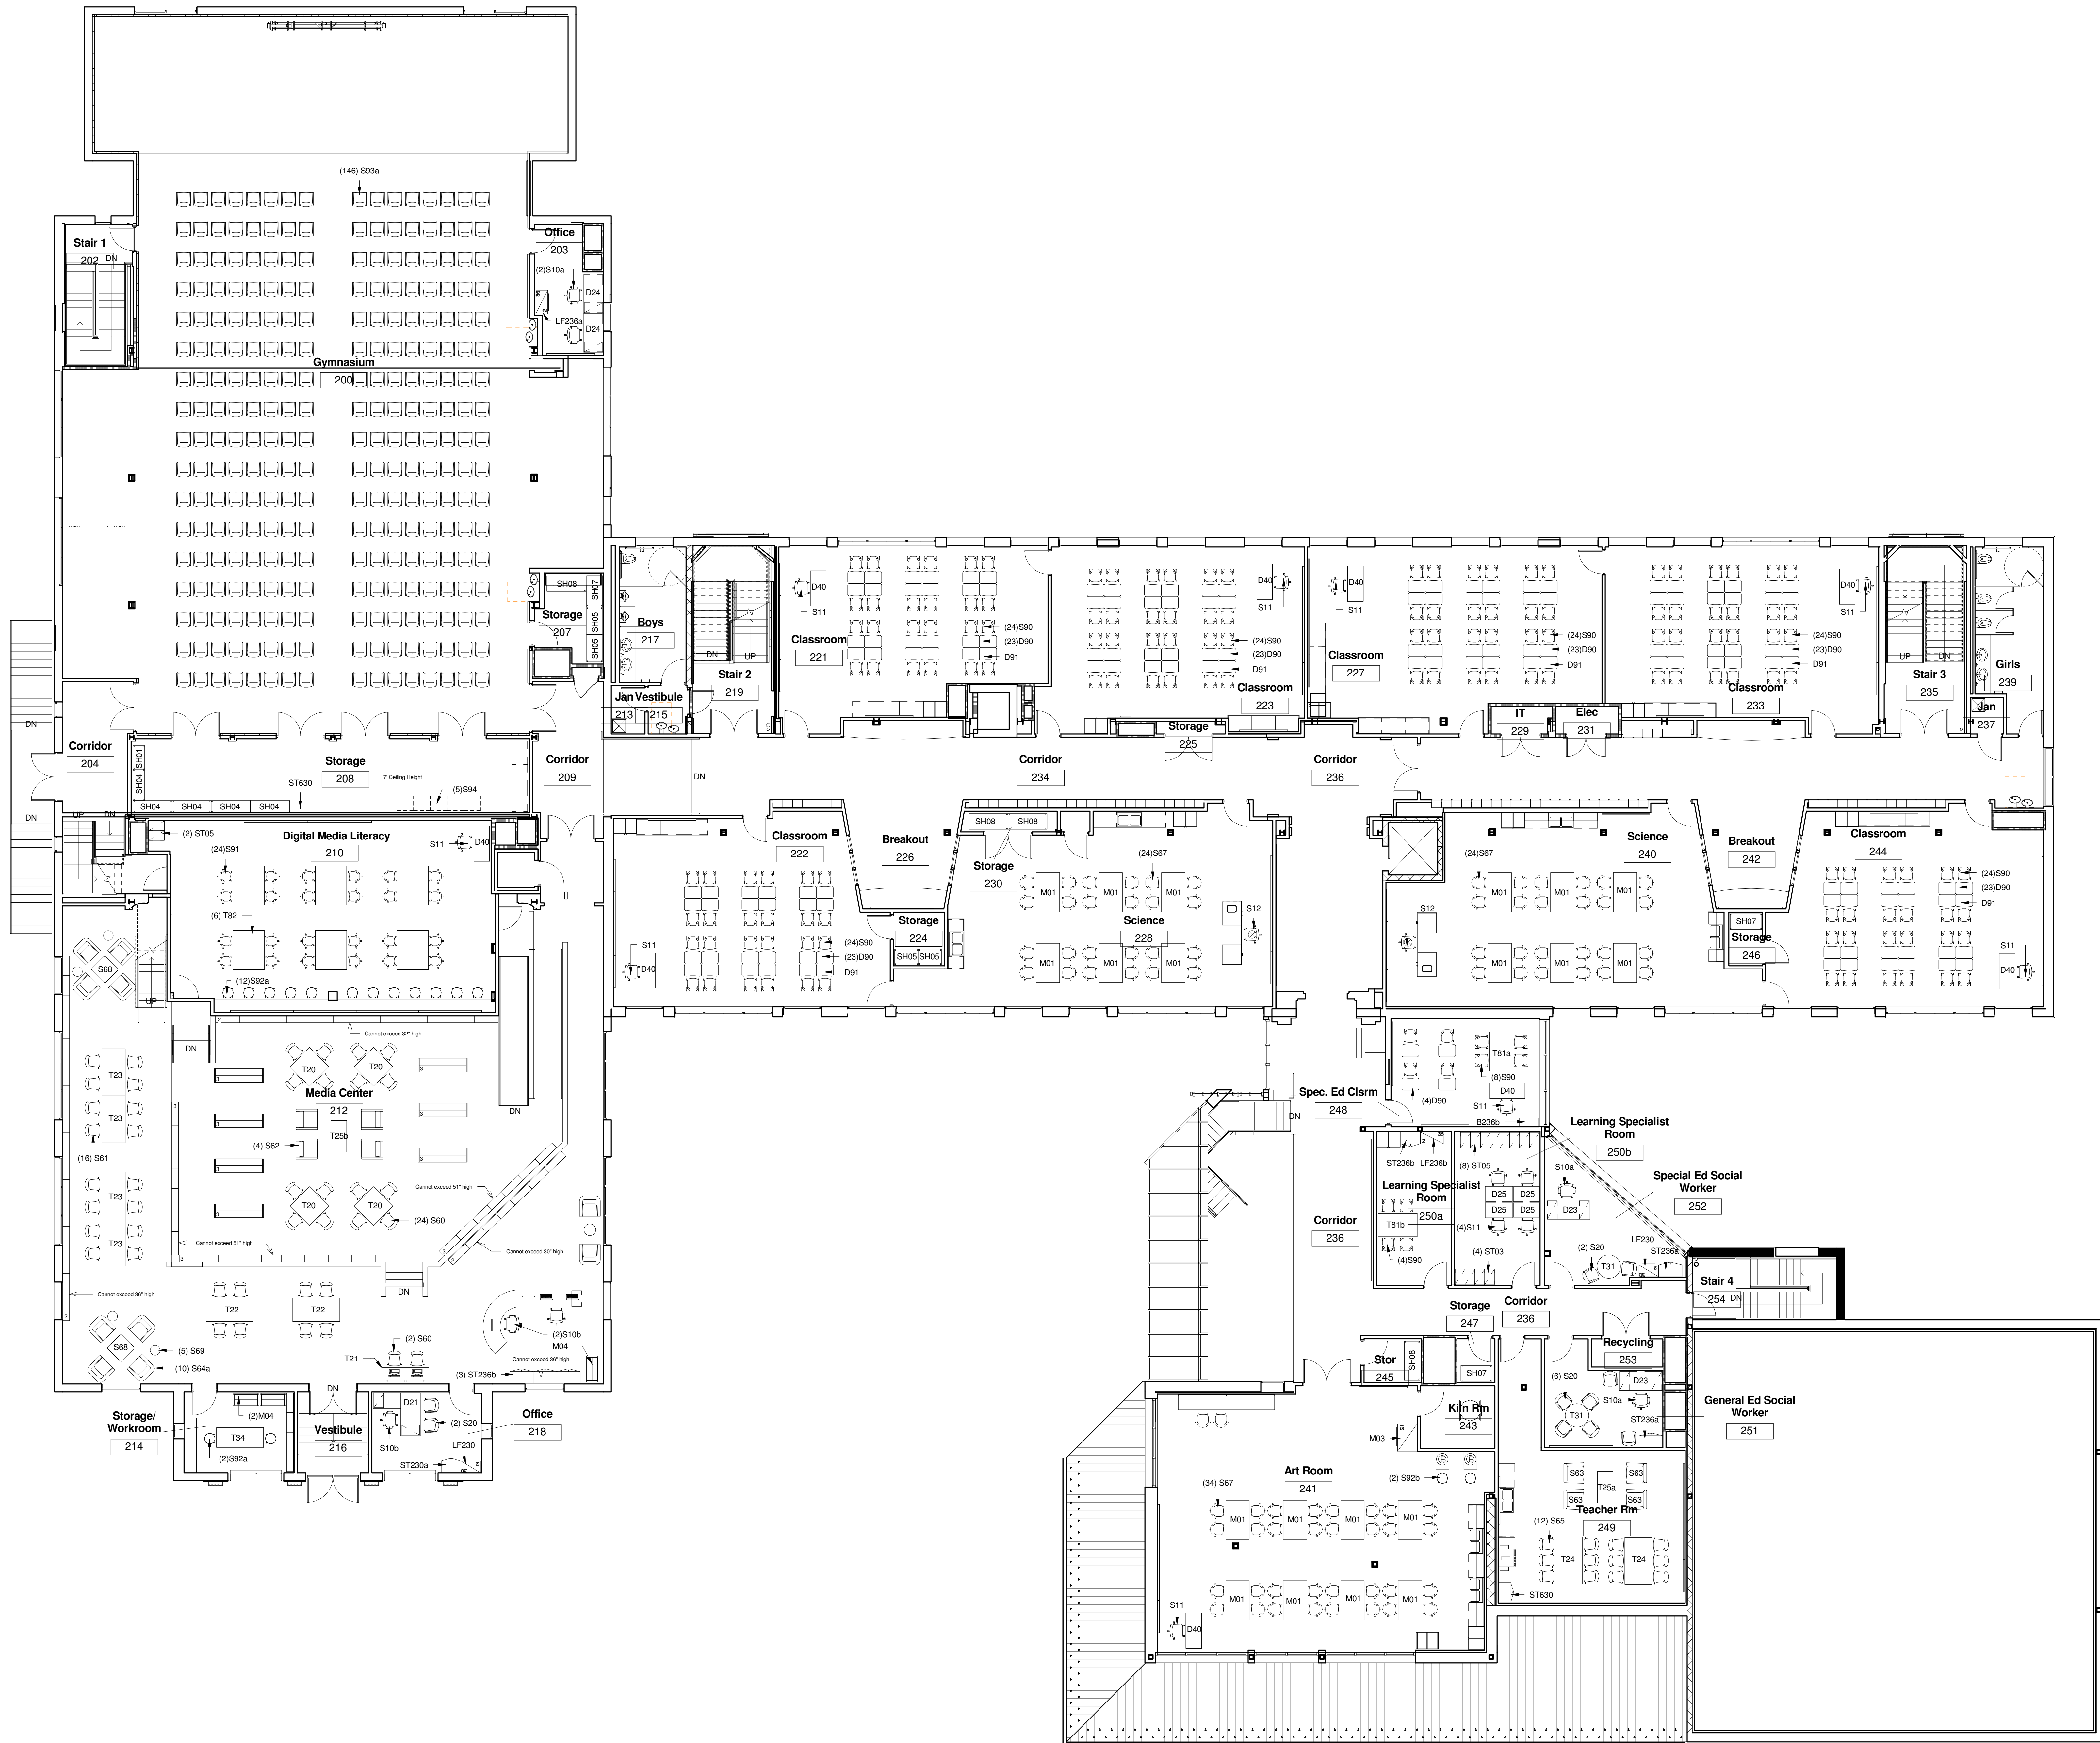 (146) S93a
Stair 1
202
DN
Office
203
(2)S10a
D24
LF236a
D24
Gymnasium
200
SH08
SH07
Storage
207
SH05
SH05
Boys
217
DN
UP
Stair 2
219
Jan
213
Vestibule
215
D40
S11
Classroom
221
(24)S90
(23)D90
D91
D40
S11
(24)S90
(23)D90
D91
Classroom
223
Storage
225
D40
S11
Classroom
227
(24)S90
(23)D90
D91
IT
229
Elec
231
D40
S11
(24)S90
(23)D90
D91
Classroom
233
UP
DN
Stair 3
235
Girls
239
Jan
237
DN
Corridor
204
DN
SH01
SH04
Storage
208
7' Ceiling Height
ST630
(5)S94
SH04
SH04
SH04
SH04
Corridor
209
DN
Corridor
234
Corridor
236
UP
DN
(2) ST05
Digital Media Literacy
210
S11
D40
(24)S91
(6) T82
(12)S92a
S68
UP
Classroom
222
Breakout
226
SH08
SH08
Storage
230
(24)S67
M01
M01
M01
Science
228
M01
M01
M01
S12
Storage
224
SH05
SH05
S11
D40
(24)S90
(23)D90
D91
(24)S67
Science
240
M01
M01
M01
S12
M01
M01
M01
Breakout
242
SH07
Storage
246
Classroom
244
(24)S90
(23)D90
D91
S11
D40
DN
2
Cannot exceed 32" high
3
T20
T20
3
T23
T23
3
Media Center
212
3
3
T25b
(4) S62
(16) S61
3
3
T23
T23
3
T20
T20
(24) S60
Cannot exceed 51" high
Cannot exceed 51" high
3
3
2
Cannot exceed 30" high
DN
DN
Cannot exceed 36" high
2
T22
T22
S68
(5) S69
(10) S64a
(2) S60
T21
(2)S10b
M04
Cannot exceed 36" high
(3) ST236b
Storage/
Workroom
214
(2)M04
T34
(2)S92a
DN
Vestibule
216
D21
(2) S20
S10b
LF230
ST230a
Office
218
T81a
(8)S90
D40
(4)D90
S11
B236b
Spec. Ed Clsrm
248
DN
Learning Specialist
Room
250b
ST236b
LF236b
(8) ST05
Learning Specialist
Room
250a
T81b
(4)S90
D25
D25
D25
D25
(4)S11
(4) ST03
S10a
D23
Special Ed Social
Worker
252
(2) S20
T31
LF230
ST236a
Corridor
236
Stair 4
254
DN
Storage
247
Corridor
236
Stor
245
SH08
SH07
Recycling
253
Kiln Rm
243
M03
(6) S20
D23
S10a
T31
ST236a
General Ed Social
Worker
251
(2) S92b
Art Room
241
(34) S67
M01
M01
M01
M01
M01
M01
M01
M01
S11
D40
S63
S63
T25a
S63
S63
Teacher Rm
249
(12) S65
T24
T24
ST630